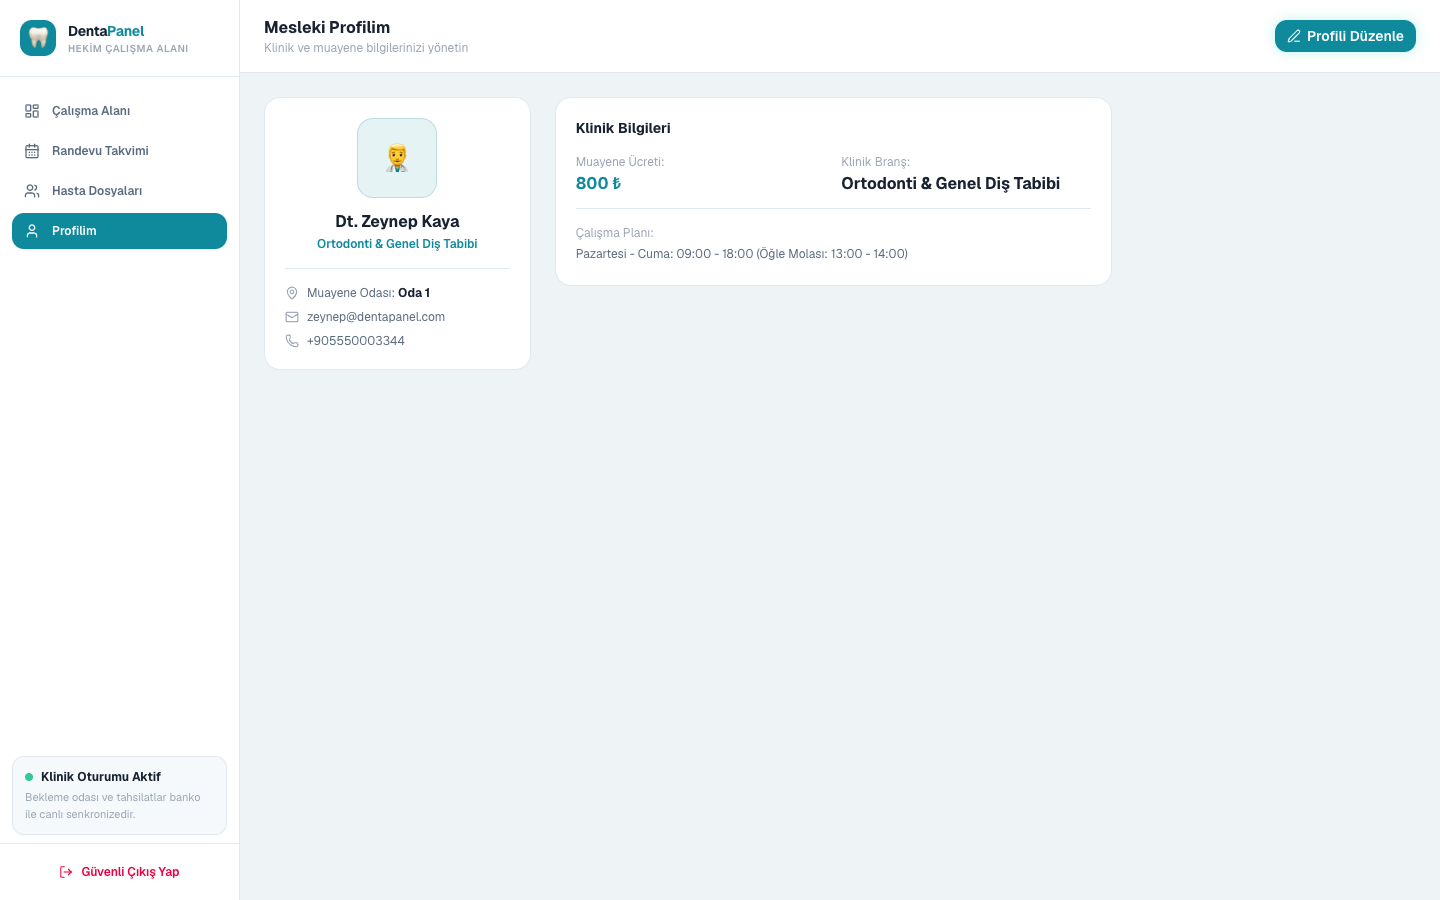 DentaPanel
HEKİM ÇALIŞMA ALANI
Çalışma Alanı
Randevu Takvimi
Hasta Dosyaları
Profilim
Klinik Oturumu Aktif
Bekleme odası ve tahsilatlar banko
ile canlı senkronizedir.
Güvenli Çıkış Yap
Mesleki Profilim
Klinik ve muayene bilgilerinizi yönetin
Profili Düzenle
Dt. Zeynep Kaya
Ortodonti & Genel Diş Tabibi
Muayene Odası: Oda 1
zeynep@dentapanel.com
+905550003344
Klinik Bilgileri
Muayene Ücreti:
800 ₺
Klinik Branş:
Ortodonti & Genel Diş Tabibi
Çalışma Planı:
Pazartesi - Cuma: 09:00 - 18:00 (Öğle Molası: 13:00 - 14:00)